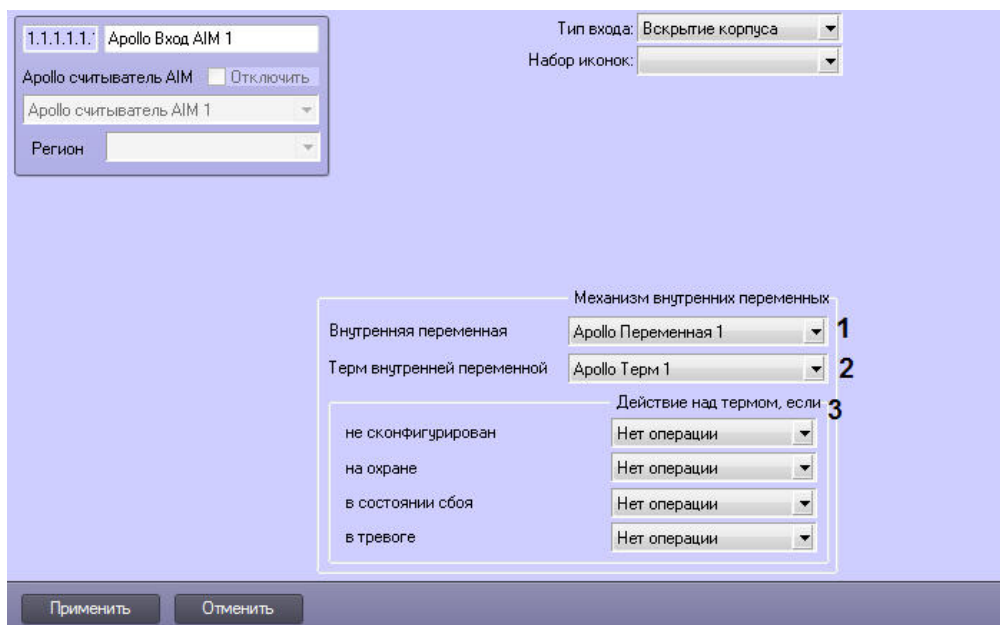 1.1.1.1.1.' Apollo Вход AIM 1
Apollo считыватель AIM Отключить
Apollo считыватель AIM 1
Регион
Тип входа: Вскрытие корпуса
Набор иконок:
Механизм внутренних переменных
Внутренняя переменная Apollo Переменная 1 1
Терм внутренней переменной Apollo Терм 1 2
Действие над термом, если 3
не сконфигурирован Нет операции
на охране Нет операции
в состоянии сбоя Нет операции
в тревоге Нет операции
Применить Отменить